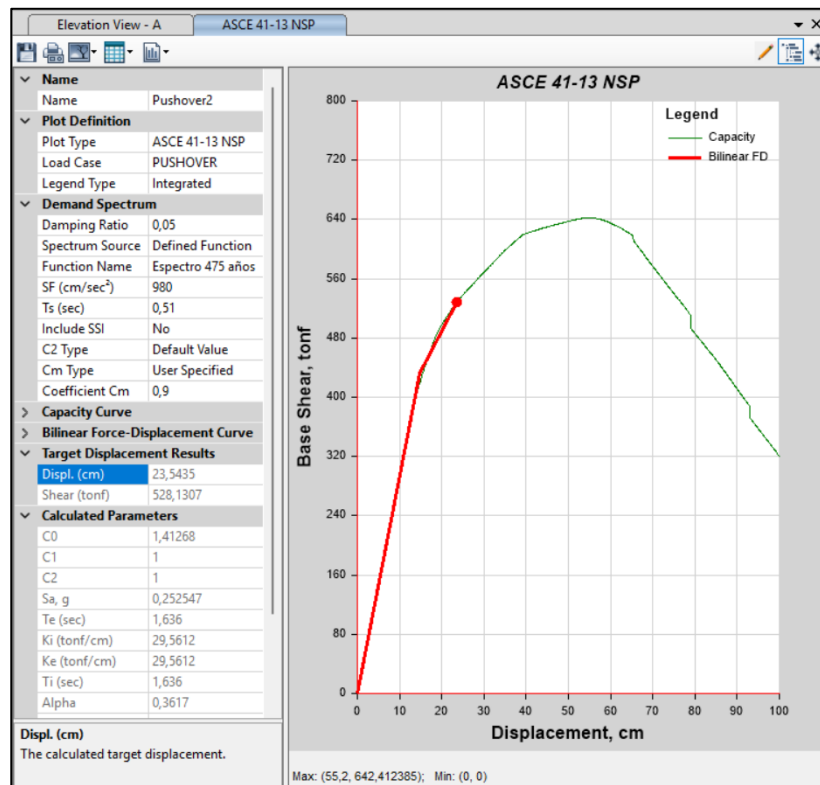 Elevation View - A
ASCE 41-13 NSP
Name
Name Pushover2
Plot Definition
Plot Type ASCE 41-13 NSP
Load Case PUSHOVER
Legend Type Integrated
Demand Spectrum
Damping Ratio 0,05
Spectrum Source Defined Function
Function Name Espectro 475 años
SF (cm/sec²) 980
Ts (sec) 0,51
Include SSI No
C2 Type Default Value
Cm Type User Specified
Coefficient Cm 0,9
Capacity Curve
Bilinear Force-Displacement Curve
Target Displacement Results
Displ. (cm) 23,5435
Shear (tonf) 528,1307
Calculated Parameters
C0 1,41268
C1 1
C2 1
Sa, g 0,252547
Te (sec) 1,636
Ki (tonf/cm) 29,5612
Ke (tonf/cm) 29,5612
Ti (sec) 1,636
Alpha 0,3617
Displ. (cm)
The calculated target displacement.
ASCE 41-13 NSP
Legend
Capacity
Bilinear FD
Base Shear, tonf
800
720
640
560
480
400
320
240
160
80
0
0 10 20 30 40 50 60 70 80 90 100
Displacement, cm
Max: (55,2, 642,412385); Min: (0, 0)